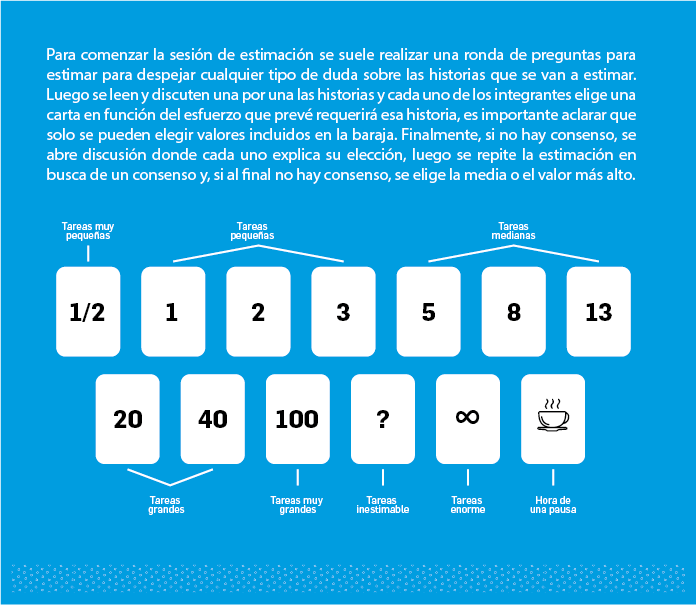 Para comenzar la sesión de estimación se suele realizar una ronda de preguntas para
estimar para despejar cualquier tipo de duda sobre las historias que se van a estimar.
Luego se leen y discuten una por una las historias y cada uno de los integrantes elige una
carta en función del esfuerzo que prevé requerirá esa historia, es importante aclarar que
solo se pueden elegir valores incluidos en la baraja. Finalmente, si no hay consenso, se
abre discusión donde cada uno explica su elección, luego se repite la estimación en
busca de un consenso y, si al final no hay consenso, se elige la media o el valor más alto.
Tareas muy
pequeñas
Tareas
pequeñas
Tareas
medianas
1/2 1 2 3 5 8 13
20 40 100 ? ∞
Tareas
grandes
Tareas muy
grandes
Tareas
inestimable
Tareas
enorme
Hora de
una pausa